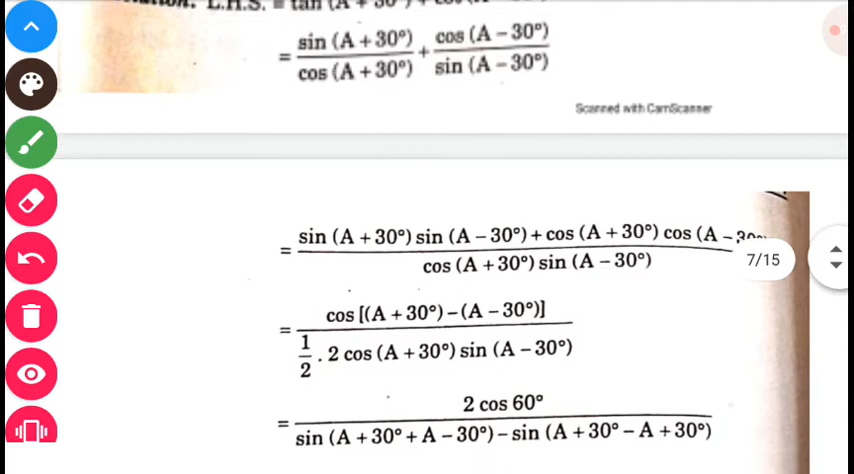 L.H.S. = tan (A + 30°) +
= sin (A + 30°) / cos (A + 30°) + cos (A − 30°) / sin (A − 30°)
Scanned with CamScanner
= sin (A + 30°) sin (A − 30°) + cos (A + 30°) cos (A − / cos (A + 30°) sin (A − 30°)
7/15
= cos [(A + 30°) − (A − 30°)] / 1/2 . 2 cos (A + 30°) sin (A − 30°)
= 2 cos 60° / sin (A + 30° + A − 30°) − sin (A + 30° − A + 30°)